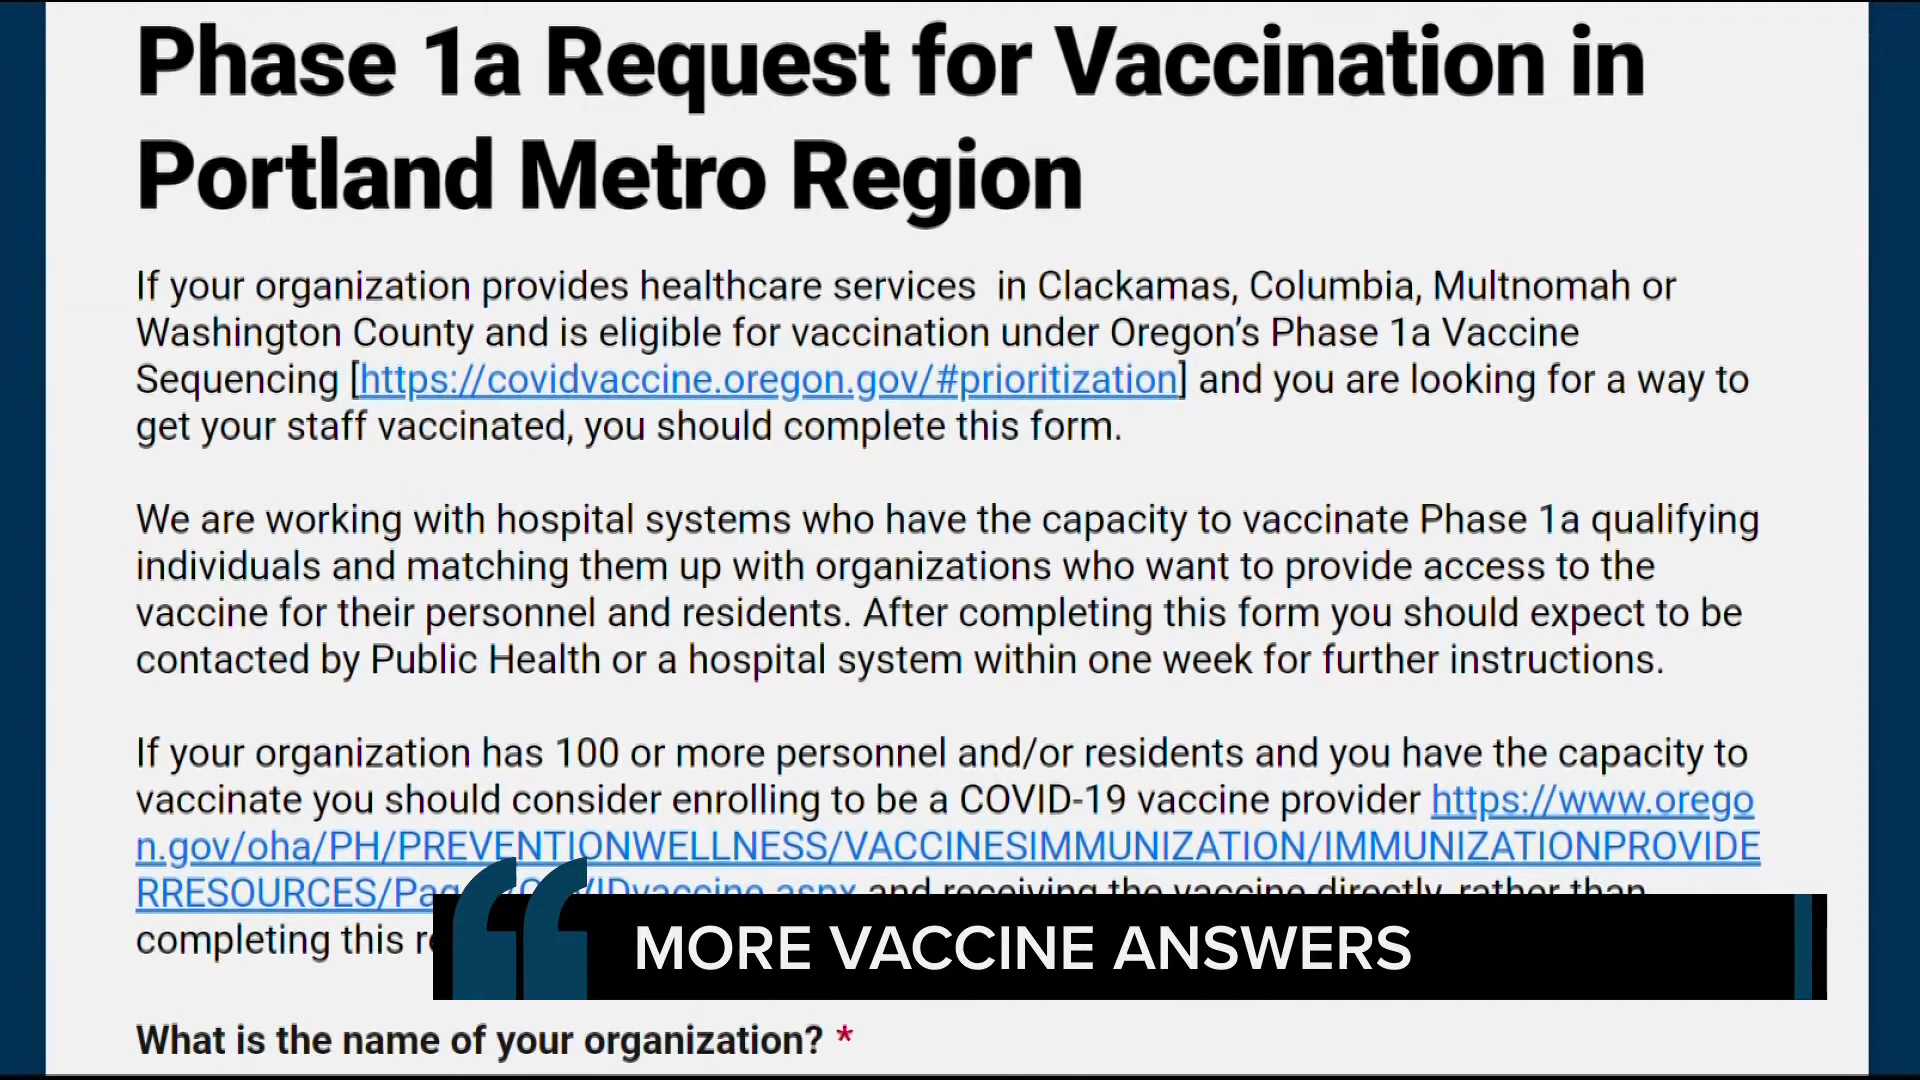 Phase 1a Request for Vaccination in
Portland Metro Region
If your organization provides healthcare services  in Clackamas, Columbia, Multnomah or
Washington County and is eligible for vaccination under Oregon’s Phase 1a Vaccine
Sequencing [https://covidvaccine.oregon.gov/#prioritization] and you are looking for a way to
get your staff vaccinated, you should complete this form.
We are working with hospital systems who have the capacity to vaccinate Phase 1a qualifying
individuals and matching them up with organizations who want to provide access to the
vaccine for their personnel and residents. After completing this form you should expect to be
contacted by Public Health or a hospital system within one week for further instructions.
If your organization has 100 or more personnel and/or residents and you have the capacity to
vaccinate you should consider enrolling to be a COVID-19 vaccine provider https://www.orego
n.gov/oha/PH/PREVENTIONWELLNESS/VACCINESIMMUNIZATION/IMMUNIZATIONPROVIDE
RRESOURCES/Pag and receiving the vaccine directly, rather than
completing this
MORE VACCINE ANSWERS
What is the name of your organization? *